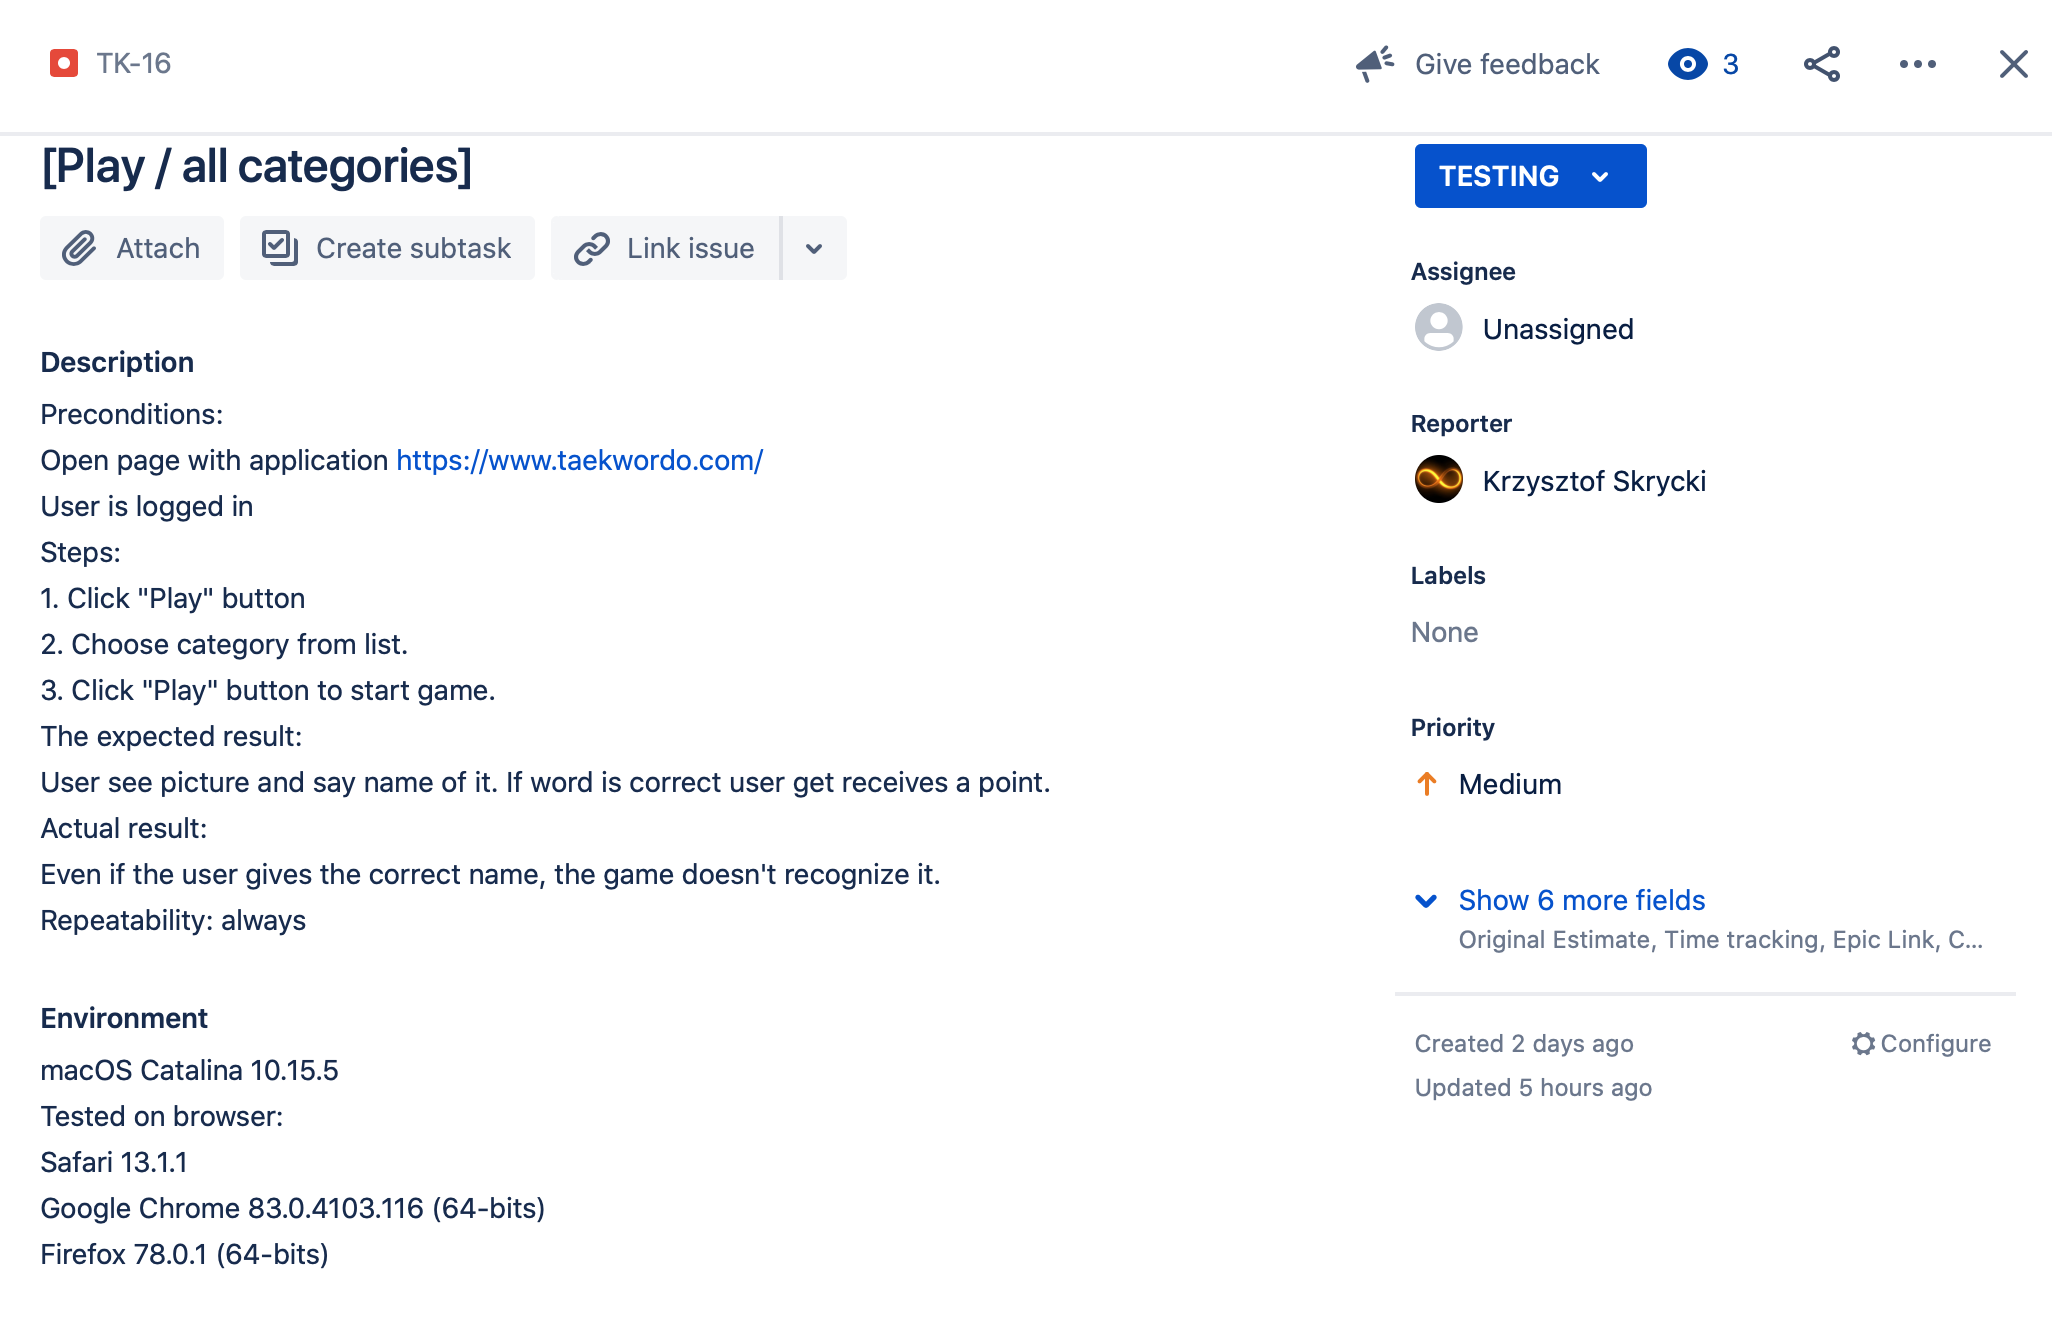 TK-16
Give feedback
3
[Play / all categories]
Attach
Create subtask
Link issue
Description
Preconditions:
Open page with application https://www.taekwordo.com/
User is logged in
Steps:
1. Click "Play" button
2. Choose category from list.
3. Click "Play" button to start game.
The expected result:
User see picture and say name of it. If word is correct user get receives a point.
Actual result:
Even if the user gives the correct name, the game doesn't recognize it.
Repeatability: always
Environment
macOS Catalina 10.15.5
Tested on browser:
Safari 13.1.1
Google Chrome 83.0.4103.116 (64-bits)
Firefox 78.0.1 (64-bits)
TESTING
Assignee
Unassigned
Reporter
Krzysztof Skrycki
Labels
None
Priority
Medium
Show 6 more fields
Original Estimate, Time tracking, Epic Link, C...
Created 2 days ago
Configure
Updated 5 hours ago